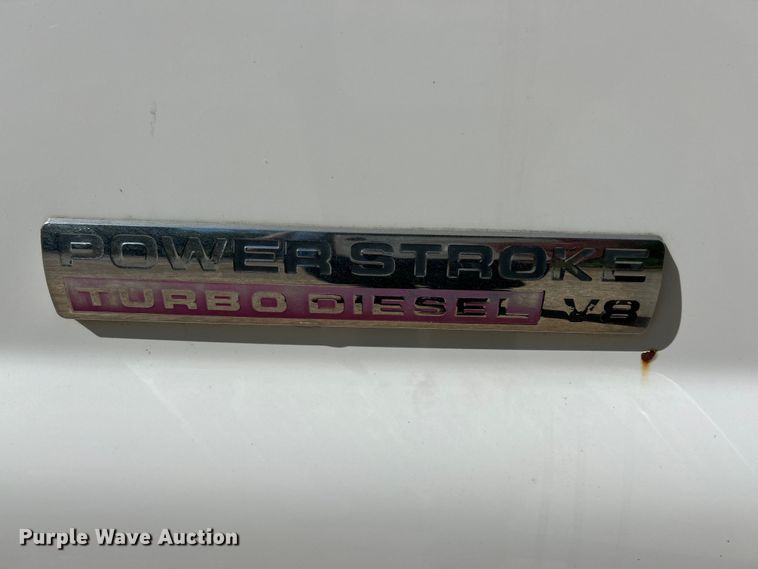 POWER STROKE
TURBO DIESEL V8
Purple Wave Auction